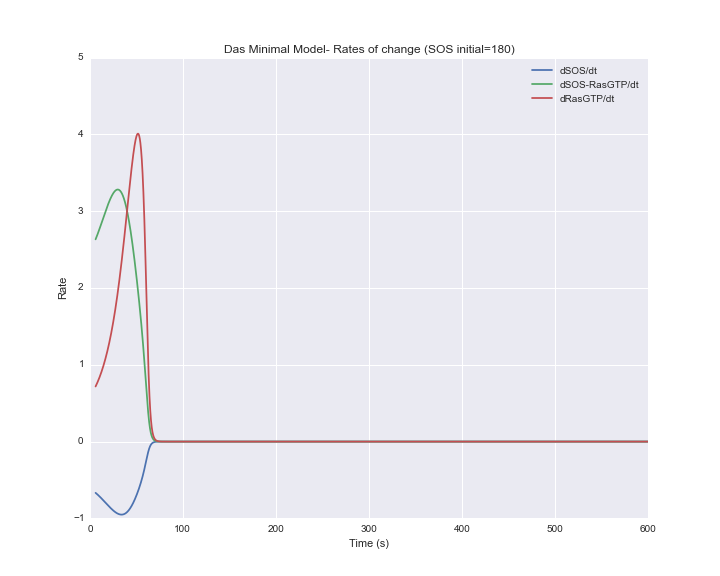 Das Minimal Model- Rates of change (SOS initial=180)
5
4
3
2
1
0
−1
Rate
dSOS/dt
dSOS-RasGTP/dt
dRasGTP/dt
0 100 200 300 400 500 600
Time (s)